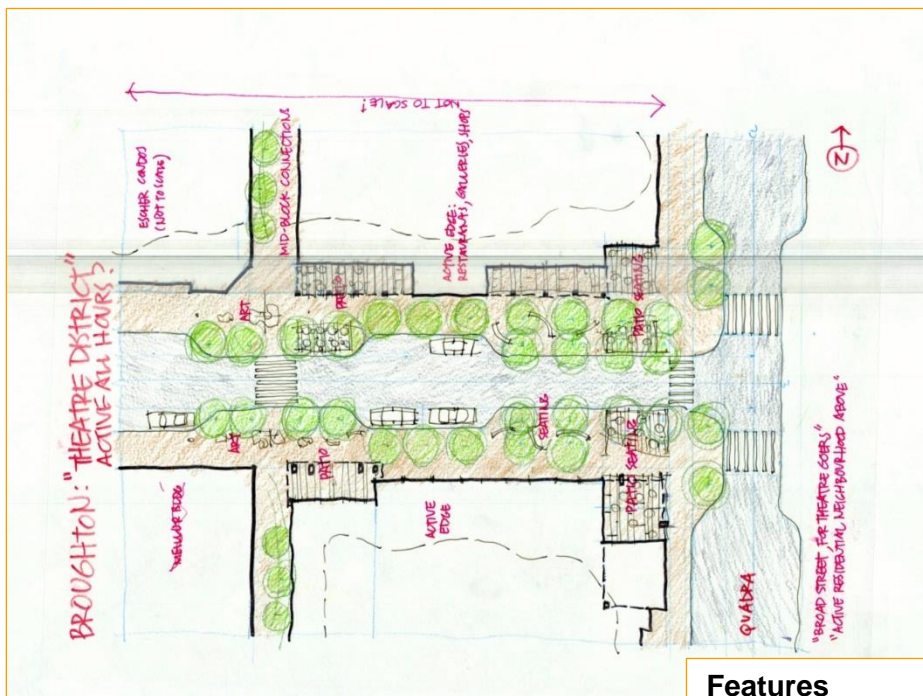 BROUGHTON: "THEATRE DISTRICT"
ACTIVE ALL HOURS!
NOT TO SCALE!
ESCHER CONDOS
(NOT TO SCALE)
MID-BLOCK CONNECTIONS
ACTIVE EDGE:
RESTAURANTS, GALLERIES, SHOPS
N
ART
PATIO
PATIO SEATING
ART
PATIO
SEATING
PATIO SEATING
MELLOR BLDG
ACTIVE
EDGE
QUADRA
"BROAD STREET, FOR THEATRE GOERS"
"ACTIVE RESIDENTIAL NEIGHBOURHOOD ABOVE"
Features